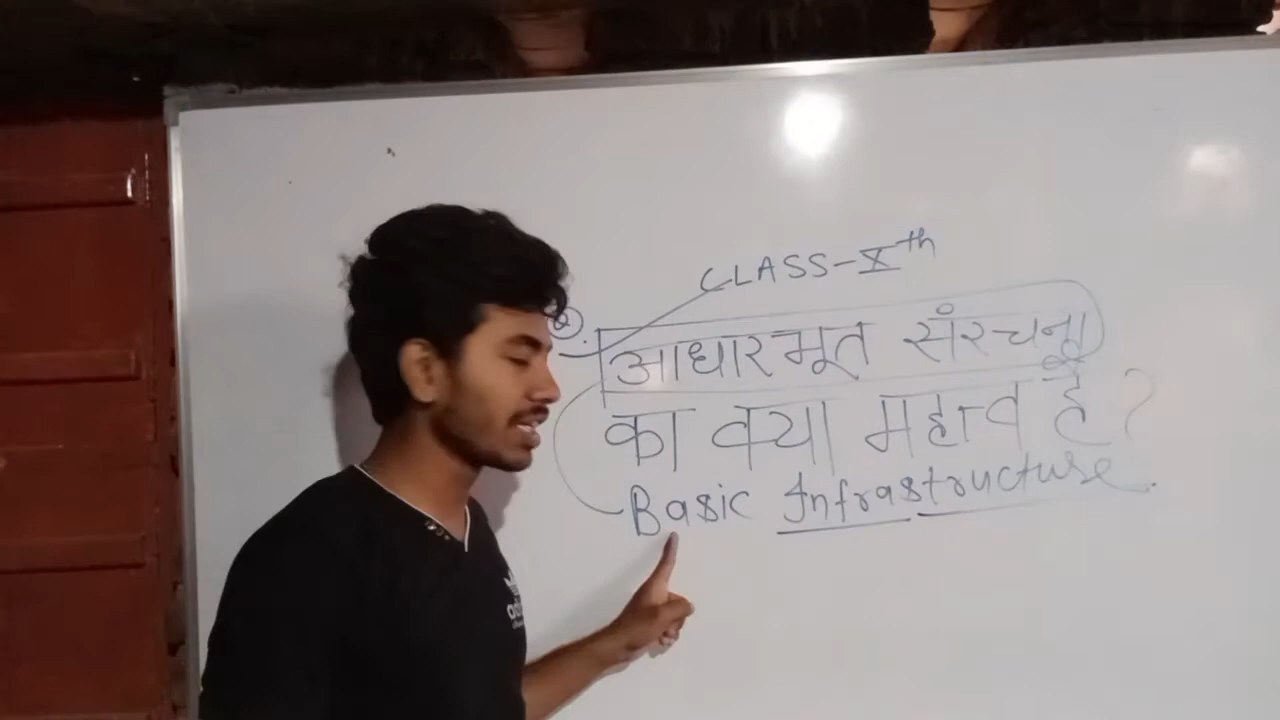 CLASS-Xth
आधारभूत संरचना
का क्या महत्व है?
Basic Infrastructure